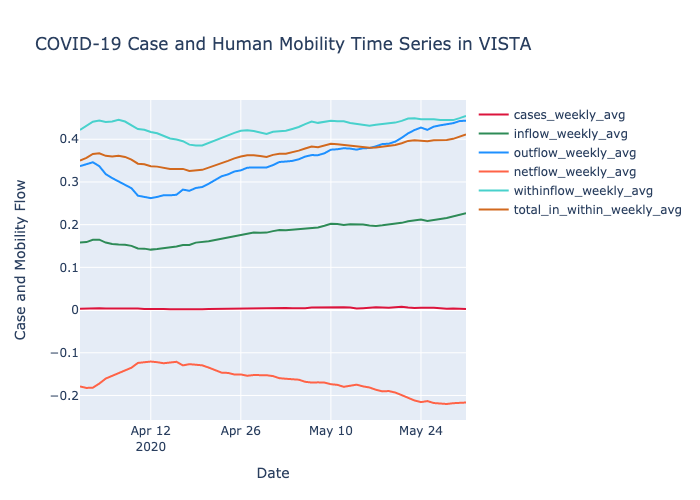 COVID-19 Case and Human Mobility Time Series in VISTA
cases_weekly_avg
inflow_weekly_avg
outflow_weekly_avg
netflow_weekly_avg
withinflow_weekly_avg
total_in_within_weekly_avg
Case and Mobility Flow
0.4
0.3
0.2
0.1
0
−0.1
−0.2
Apr 12
2020
Apr 26
May 10
May 24
Date